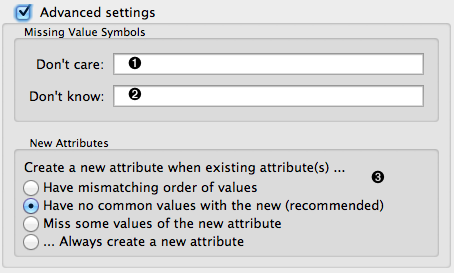 Advanced settings
Missing Value Symbols
Don't care: ❶
Don't know: ❷
New Attributes
Create a new attribute when existing attribute(s) ...
❸
Have mismatching order of values
Have no common values with the new (recommended)
Miss some values of the new attribute
... Always create a new attribute